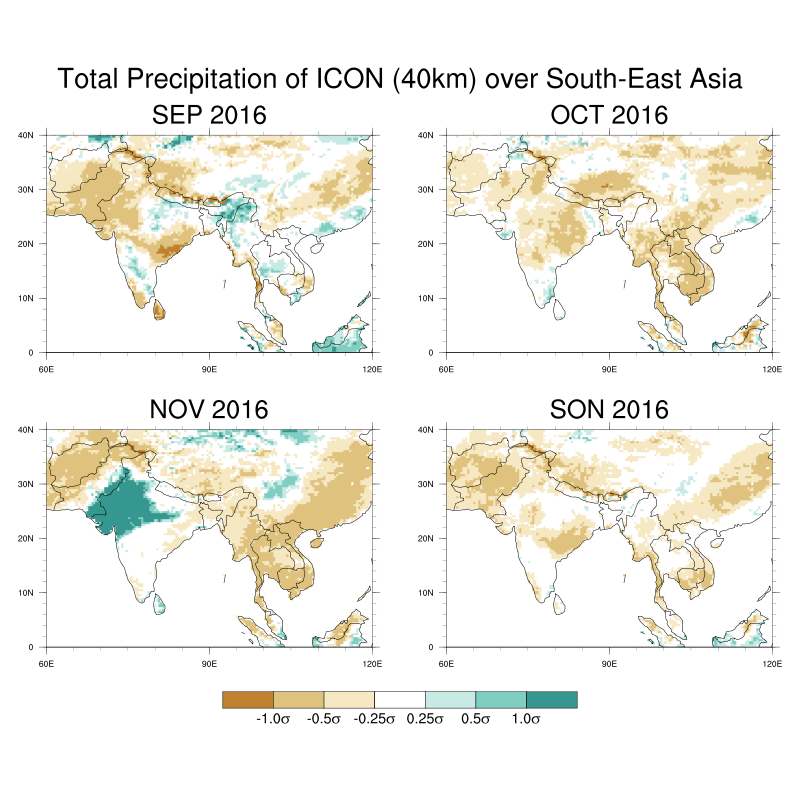 Total Precipitation of ICON (40km) over South-East Asia
SEP 2016
OCT 2016
40N
30N
20N
10N
0
60E
90E
120E
40N
30N
20N
10N
0
60E
90E
120E
NOV 2016
SON 2016
40N
30N
20N
10N
0
60E
90E
120E
40N
30N
20N
10N
0
60E
90E
120E
-1.0σ -0.5σ -0.25σ 0.25σ 0.5σ 1.0σ